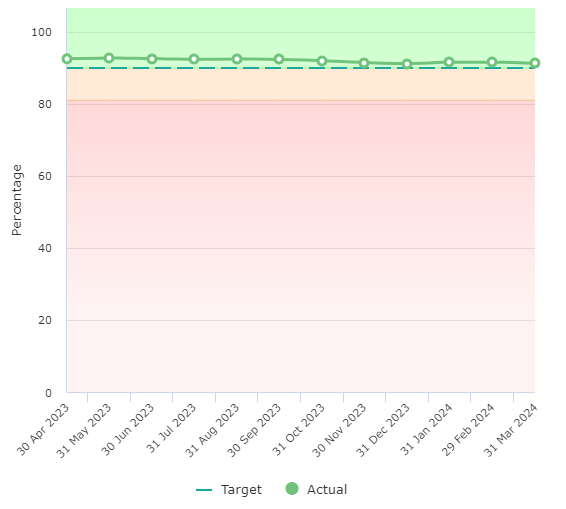 Percentage
100
80
60
40
20
0
30 Apr 2023
31 May 2023
30 Jun 2023
31 Jul 2023
31 Aug 2023
30 Sep 2023
31 Oct 2023
30 Nov 2023
31 Dec 2023
31 Jan 2024
29 Feb 2024
31 Mar 2024
Target
Actual